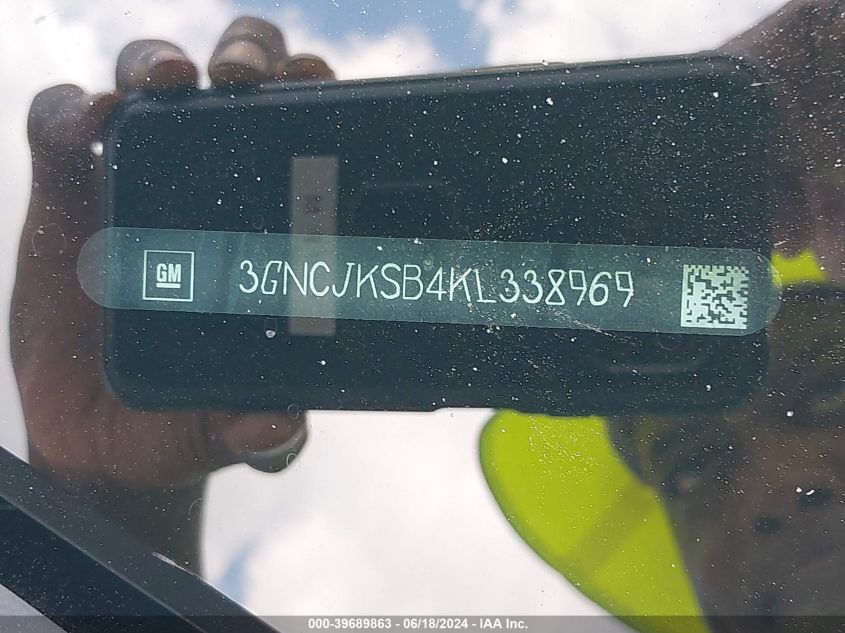 GM
3GNCJKSB4KL338969
000-39689863 - 06/18/2024 - IAA Inc.